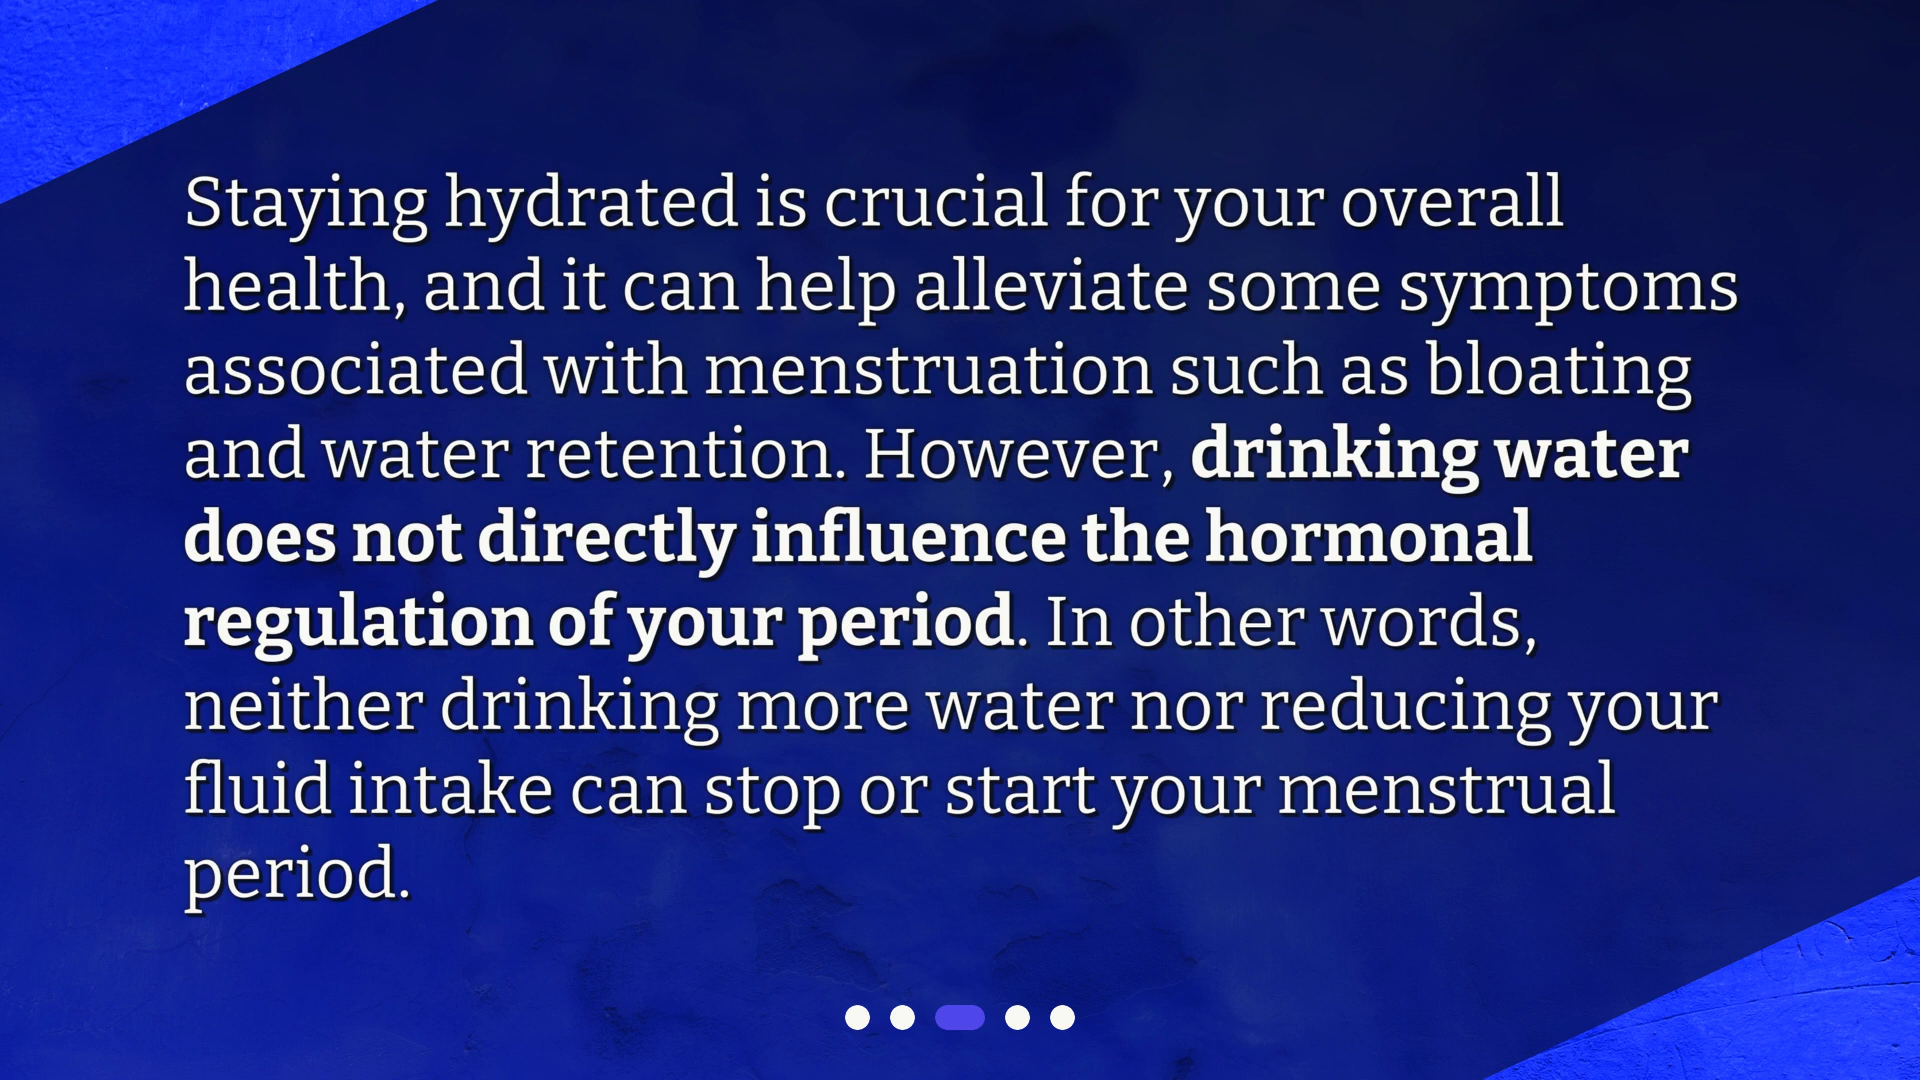 Staying hydrated is crucial for your overall
health, and it can help alleviate some symptoms
associated with menstruation such as bloating
and water retention. However, drinking water
does not directly influence the hormonal
regulation of your period. In other words,
neither drinking more water nor reducing your
fluid intake can stop or start your menstrual
period.